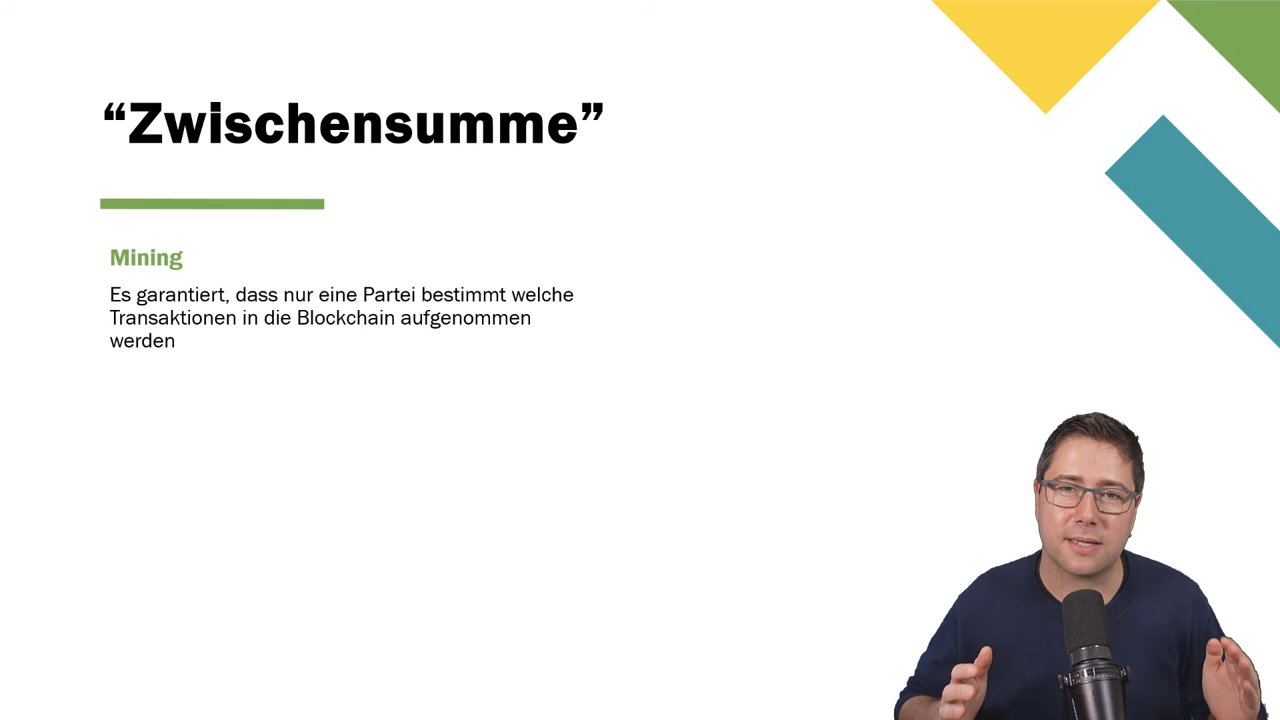 “Zwischensumme”
Mining
Es garantiert, dass nur eine Partei bestimmt welche
Transaktionen in die Blockchain aufgenommen
werden